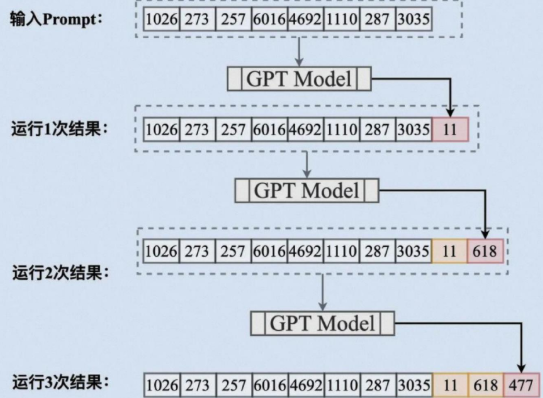 输入Prompt： 1026 273 257 6016 4692 1110 287 3035
GPT Model
运行1次结果： 1026 273 257 6016 4692 1110 287 3035 11
GPT Model
运行2次结果： 1026 273 257 6016 4692 1110 287 3035 11 618
GPT Model
运行3次结果： 1026 273 257 6016 4692 1110 287 3035 11 618 477